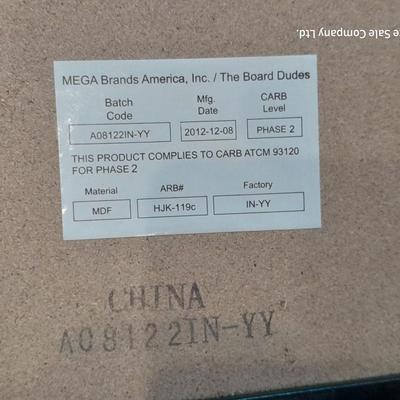 ce Sale Company Ltd.
MEGA Brands America, Inc. / The Board Dudes
Batch Code Mfg. Date CARB Level
A08122IN-YY 2012-12-08 PHASE 2
THIS PRODUCT COMPLIES TO CARB ATCM 93120
FOR PHASE 2
Material ARB# Factory
MDF HJK-119c IN-YY
CHINA
A08122IN-YY